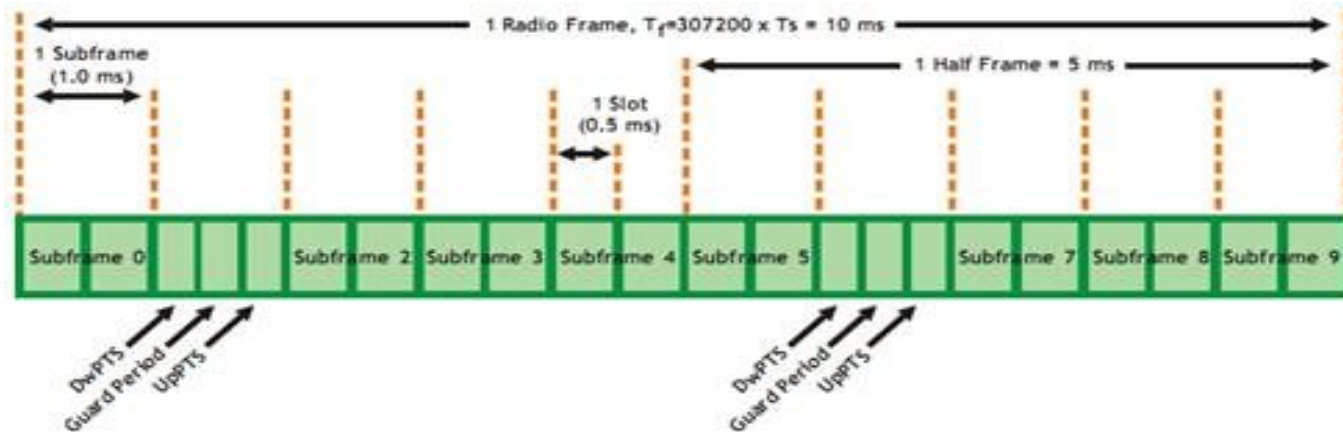 1 Radio Frame, Tf=307200 x Ts = 10 ms
1 Subframe
(1.0 ms)
1 Half Frame = 5 ms
1 Slot
(0.5 ms)
Subframe 0
Subframe 2
Subframe 3
Subframe 4
Subframe 5
Subframe 7
Subframe 8
Subframe 9
DwPTS
Guard Period
UpPTS
DwPTS
Guard Period
UpPTS